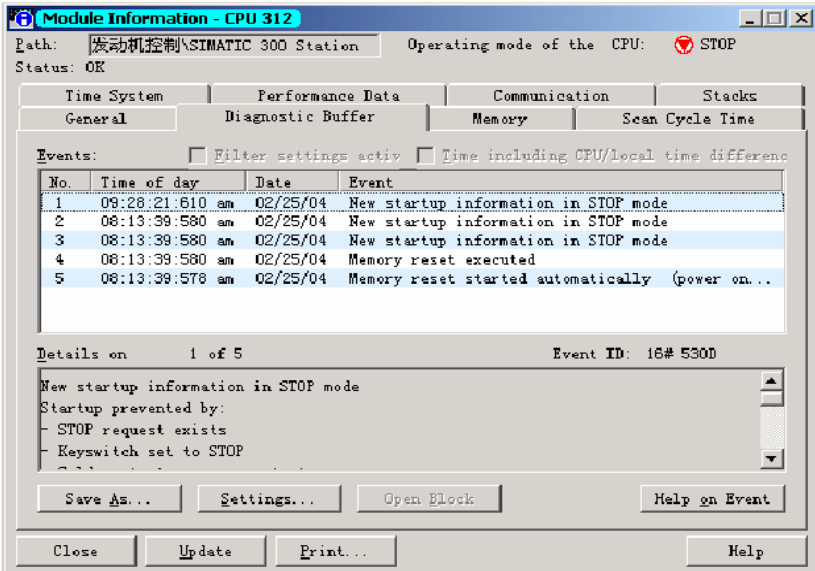 Module Information - CPU 312
Path: 发动机控制\SIMATIC 300 Station Operating mode of the CPU: STOP
Status: OK
Time System Performance Data Communication Stacks
General Diagnostic Buffer Memory Scan Cycle Time
Events: Filter settings activ Time including CPU/local time differenc
No. Time of day Date Event
1 09:28:21:610 am 02/25/04 New startup information in STOP mode
2 08:13:39:580 am 02/25/04 New startup information in STOP mode
3 08:13:39:580 am 02/25/04 New startup information in STOP mode
4 08:13:39:580 am 02/25/04 Memory reset executed
5 08:13:39:578 am 02/25/04 Memory reset started automatically (power on...
Details on 1 of 5 Event ID: 16# 530D
New startup information in STOP mode
Startup prevented by:
- STOP request exists
- Keyswitch set to STOP
Save As... Settings... Open Block Help on Event
Close Update Print... Help